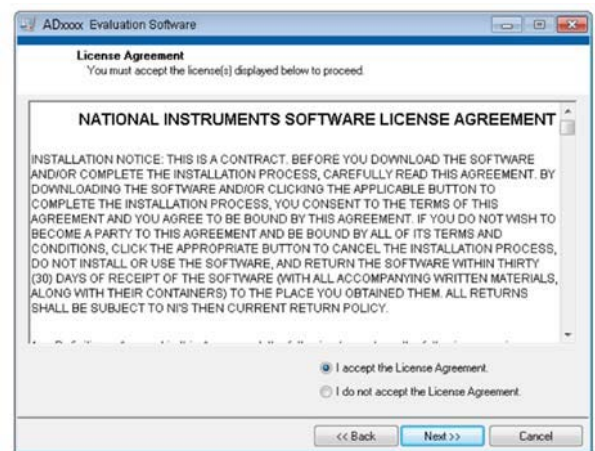 ADxxxx Evaluation Software
License Agreement
You must accept the license(s) displayed below to proceed.
NATIONAL INSTRUMENTS SOFTWARE LICENSE AGREEMENT
INSTALLATION NOTICE: THIS IS A CONTRACT. BEFORE YOU DOWNLOAD THE SOFTWARE
AND/OR COMPLETE THE INSTALLATION PROCESS, CAREFULLY READ THIS AGREEMENT. BY
DOWNLOADING THE SOFTWARE AND/OR CLICKING THE APPLICABLE BUTTON TO
COMPLETE THE INSTALLATION PROCESS, YOU CONSENT TO THE TERMS OF THIS
AGREEMENT AND YOU AGREE TO BE BOUND BY THIS AGREEMENT. IF YOU DO NOT WISH TO
BECOME A PARTY TO THIS AGREEMENT AND BE BOUND BY ALL OF ITS TERMS AND
CONDITIONS, CLICK THE APPROPRIATE BUTTON TO CANCEL THE INSTALLATION PROCESS,
DO NOT INSTALL OR USE THE SOFTWARE, AND RETURN THE SOFTWARE WITHIN THIRTY
(30) DAYS OF RECEIPT OF THE SOFTWARE (WITH ALL ACCOMPANYING WRITTEN MATERIALS,
ALONG WITH THEIR CONTAINERS) TO THE PLACE YOU OBTAINED THEM. ALL RETURNS
SHALL BE SUBJECT TO NI'S THEN CURRENT RETURN POLICY.
I accept the License Agreement.
I do not accept the License Agreement.
<< Back Next >> Cancel